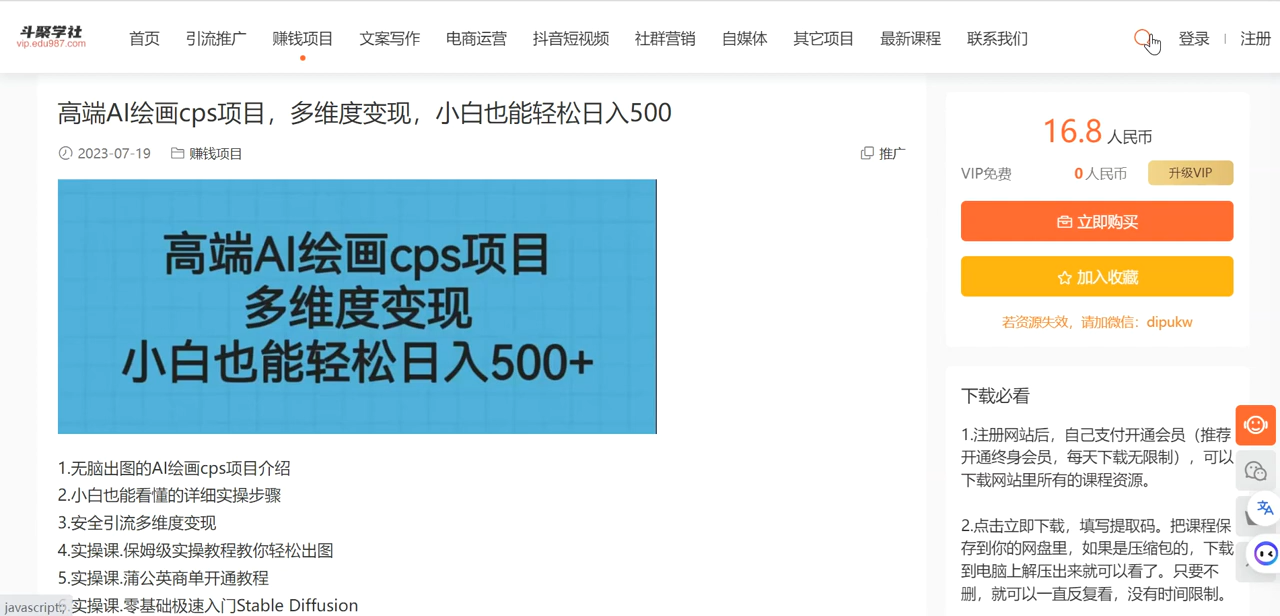 斗聚学社
vip.edu987.com
首页 引流推广 赚钱项目 文案写作 电商运营 抖音短视频 社群营销 自媒体 其它项目 最新课程 联系我们 登录 注册
高端AI绘画cps项目，多维度变现，小白也能轻松日入500
2023-07-19 赚钱项目 推广
高端AI绘画cps项目
多维度变现
小白也能轻松日入500+
1.无脑出图的AI绘画cps项目介绍
2.小白也能看懂的详细实操步骤
3.安全引流多维度变现
4.实操课.保姆级实操教程教你轻松出图
5.实操课.蒲公英商单开通教程
6.实操课.零基础极速入门Stable Diffusion
javascript:;
16.8 人民币
VIP免费 0 人民币 升级VIP
立即购买
加入收藏
若资源失效，请加微信：dipukw
下载必看
1.注册网站后，自己支付开通会员（推荐
开通终身会员，每天下载无限制），可以
下载网站里所有的课程资源。
2.点击立即下载，填写提取码。把课程保
存到你的网盘里，如果是压缩包的，下载
到电脑上解压出来就可以看了。只要不
删，就可以一直反复看，没有时间限制。